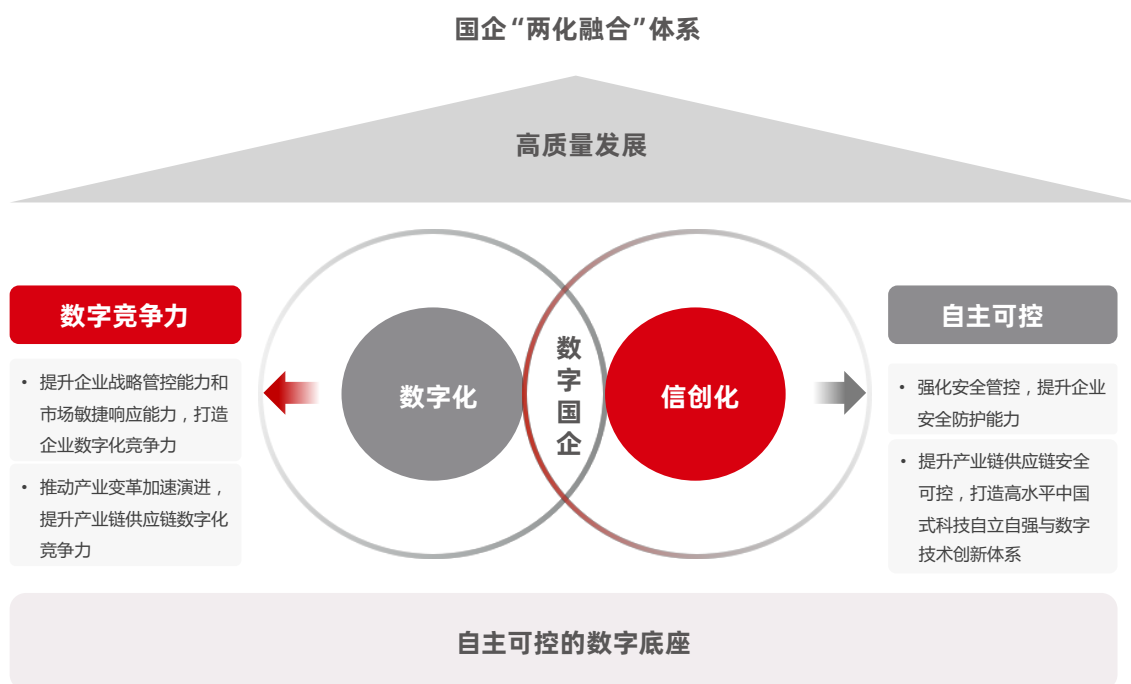 国企“两化融合”体系
高质量发展
数字竞争力
• 提升企业战略管控能力和
市场敏捷响应能力，打造
企业数字化竞争力
• 推动产业变革加速演进，
提升产业链供应链数字化
竞争力
数字化
数
字
国
企
信创化
自主可控
• 强化安全管控，提升企业
安全防护能力
• 提升产业链供应链安全
可控，打造高水平中国
式科技自立自强与数字
技术创新体系
自主可控的数字底座